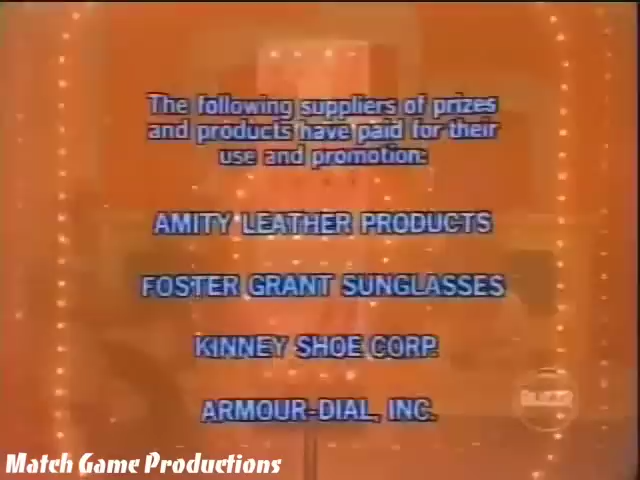 The following suppliers of prizes
and products have paid for their
use and promotion:
AMITY LEATHER PRODUCTS
FOSTER GRANT SUNGLASSES
KINNEY SHOE CORP.
ARMOUR-DIAL, INC.
Match Game Productions